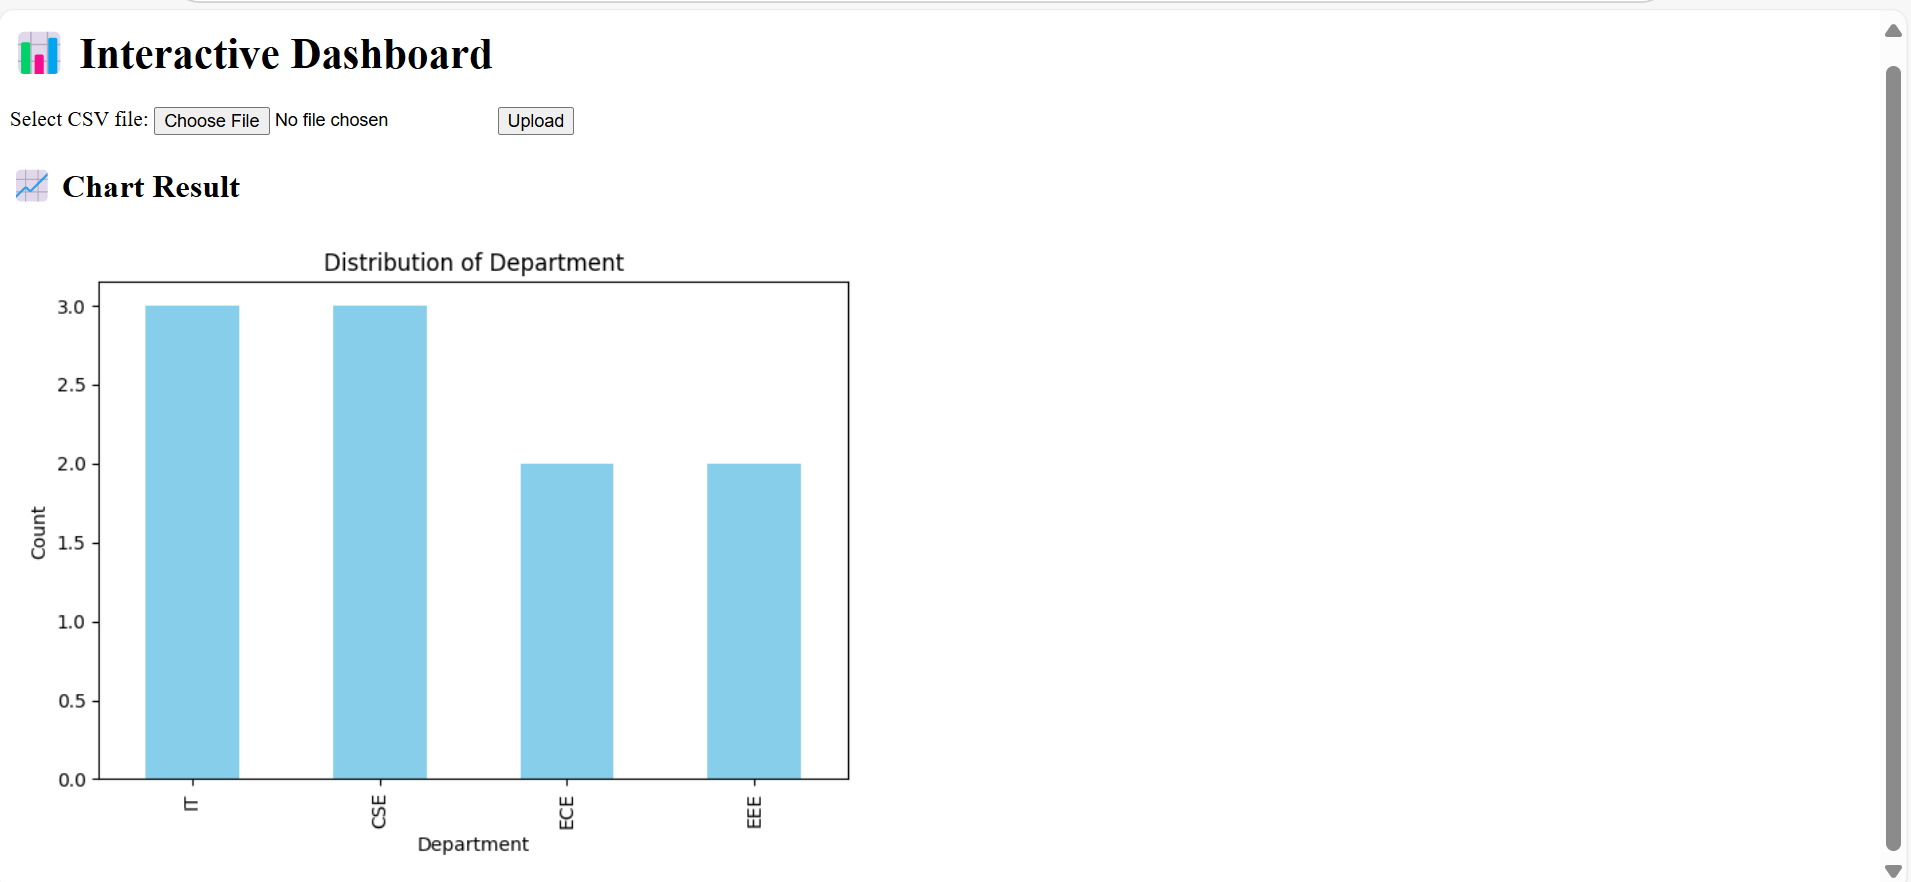 Interactive Dashboard
Select CSV file: Choose File No file chosen Upload
Chart Result
Distribution of Department
3.0
2.5
2.0
1.5
1.0
0.5
0.0
Count
IT
CSE
ECE
EEE
Department